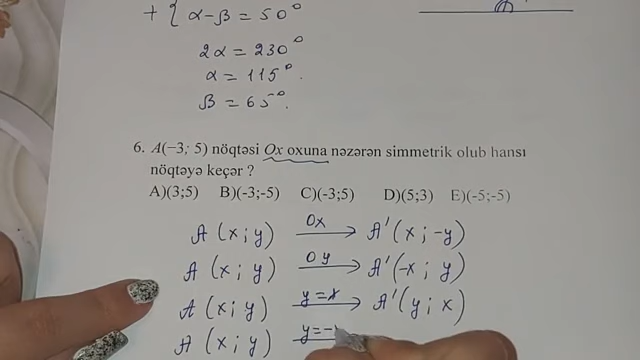 + { α-β = 50°
2α = 230°
α = 115°.
β = 65°.
6. A(−3; 5) nöqtəsi Ox oxuna nəzərən simmetrik olub hansı
nöqtəyə keçər ?
A)(3;5) B)(-3;-5) C)(-3;5) D)(5;3) E)(-5;-5)
A (x; y) Ox → A'(x; -y)
A (x; y) Oy → A'(-x; y)
A (x; y) y=x → A'(y; x)
A (x; y) y=-